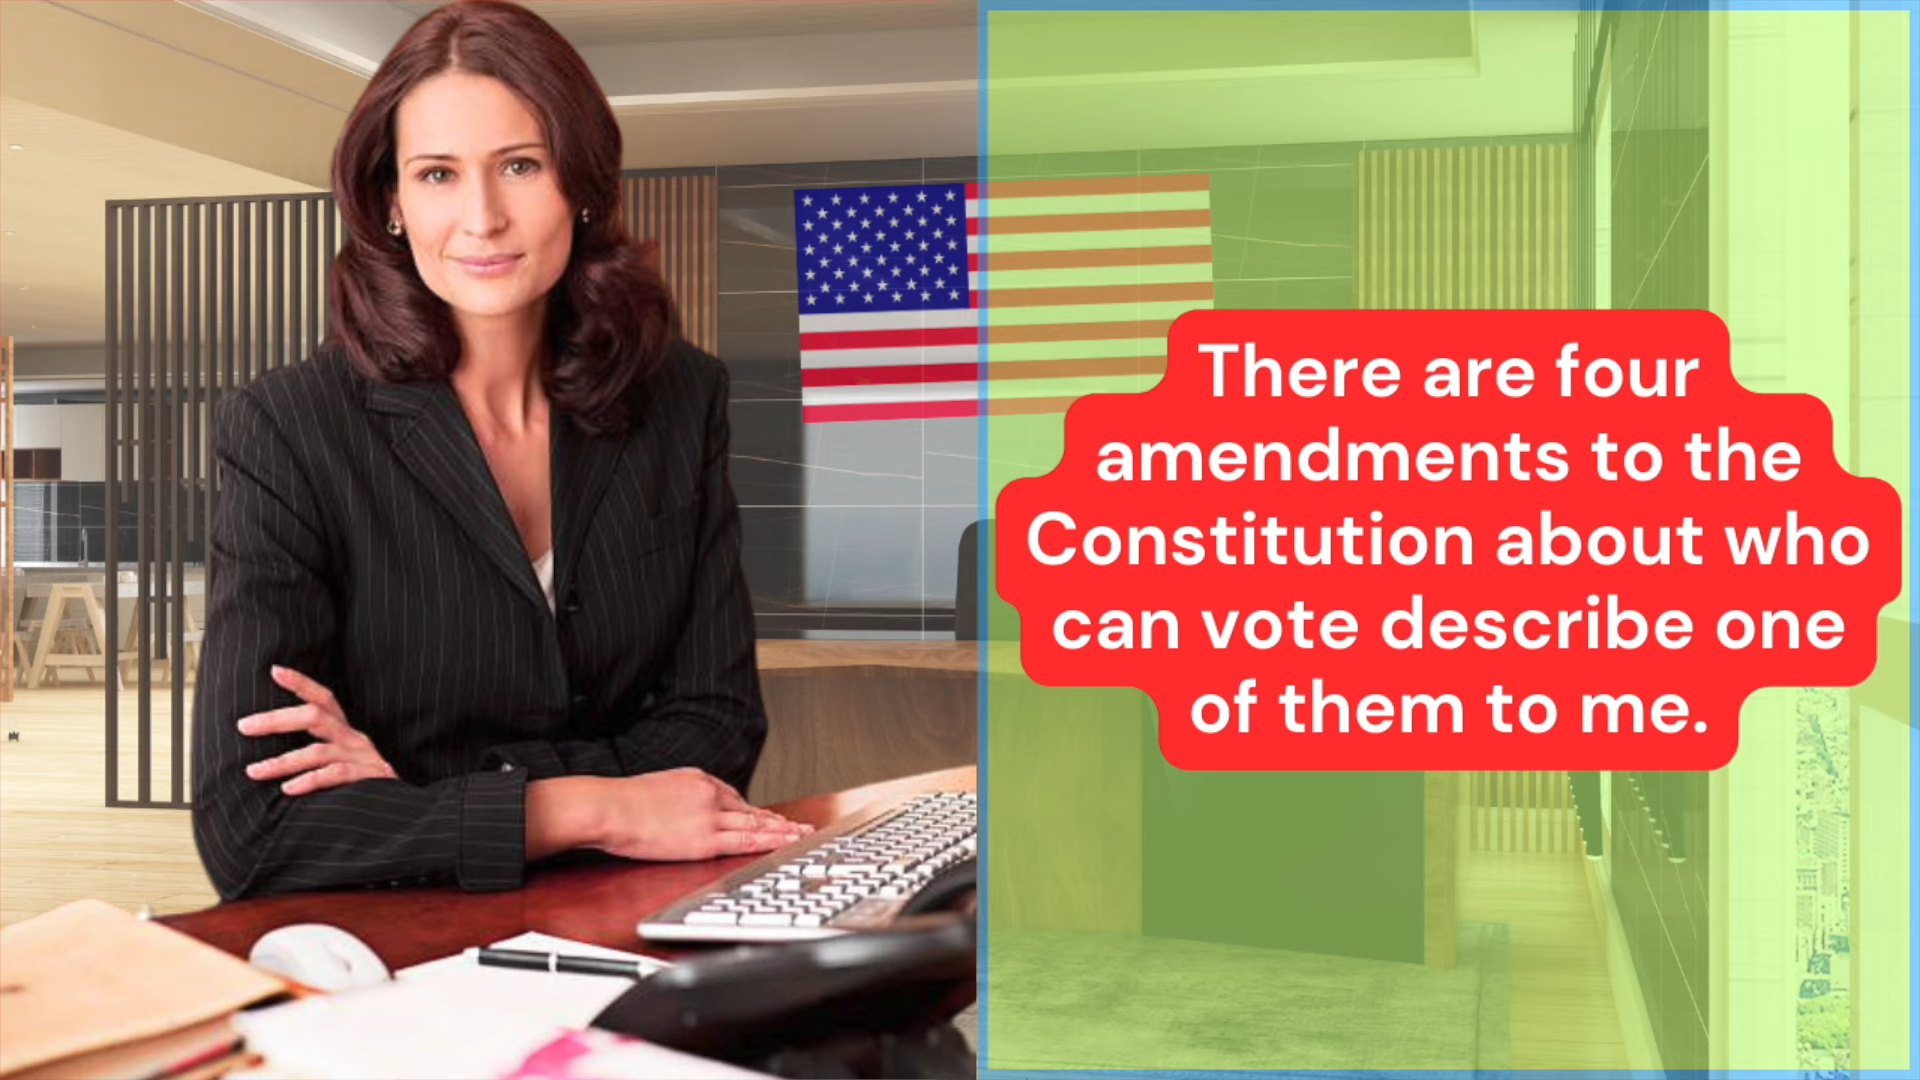 There are four
amendments to the
Constitution about who
can vote describe one
of them to me.